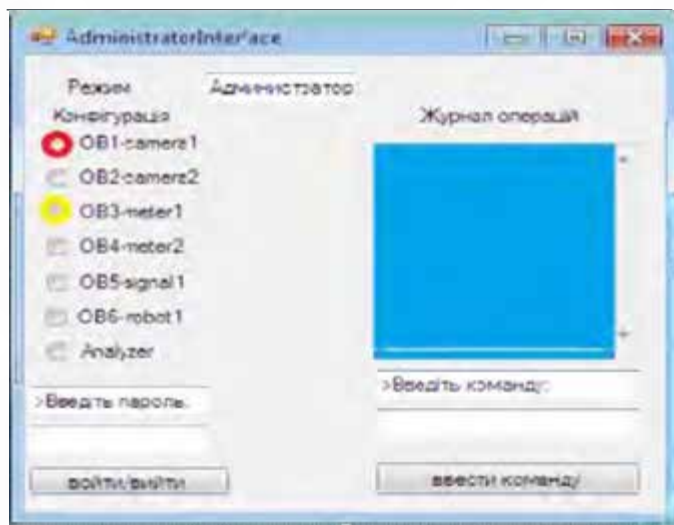 AdministratorInterface
Режим Администратор
Конфігурація
OB1-camera1
OB2-camera2
OB3-meter1
OB4-meter2
OB5-signal1
OB6-robot1
Analyzer
>Введіть пароль:
войти/вийти
Журнал операцій
>Введіть команду:
ввести команду